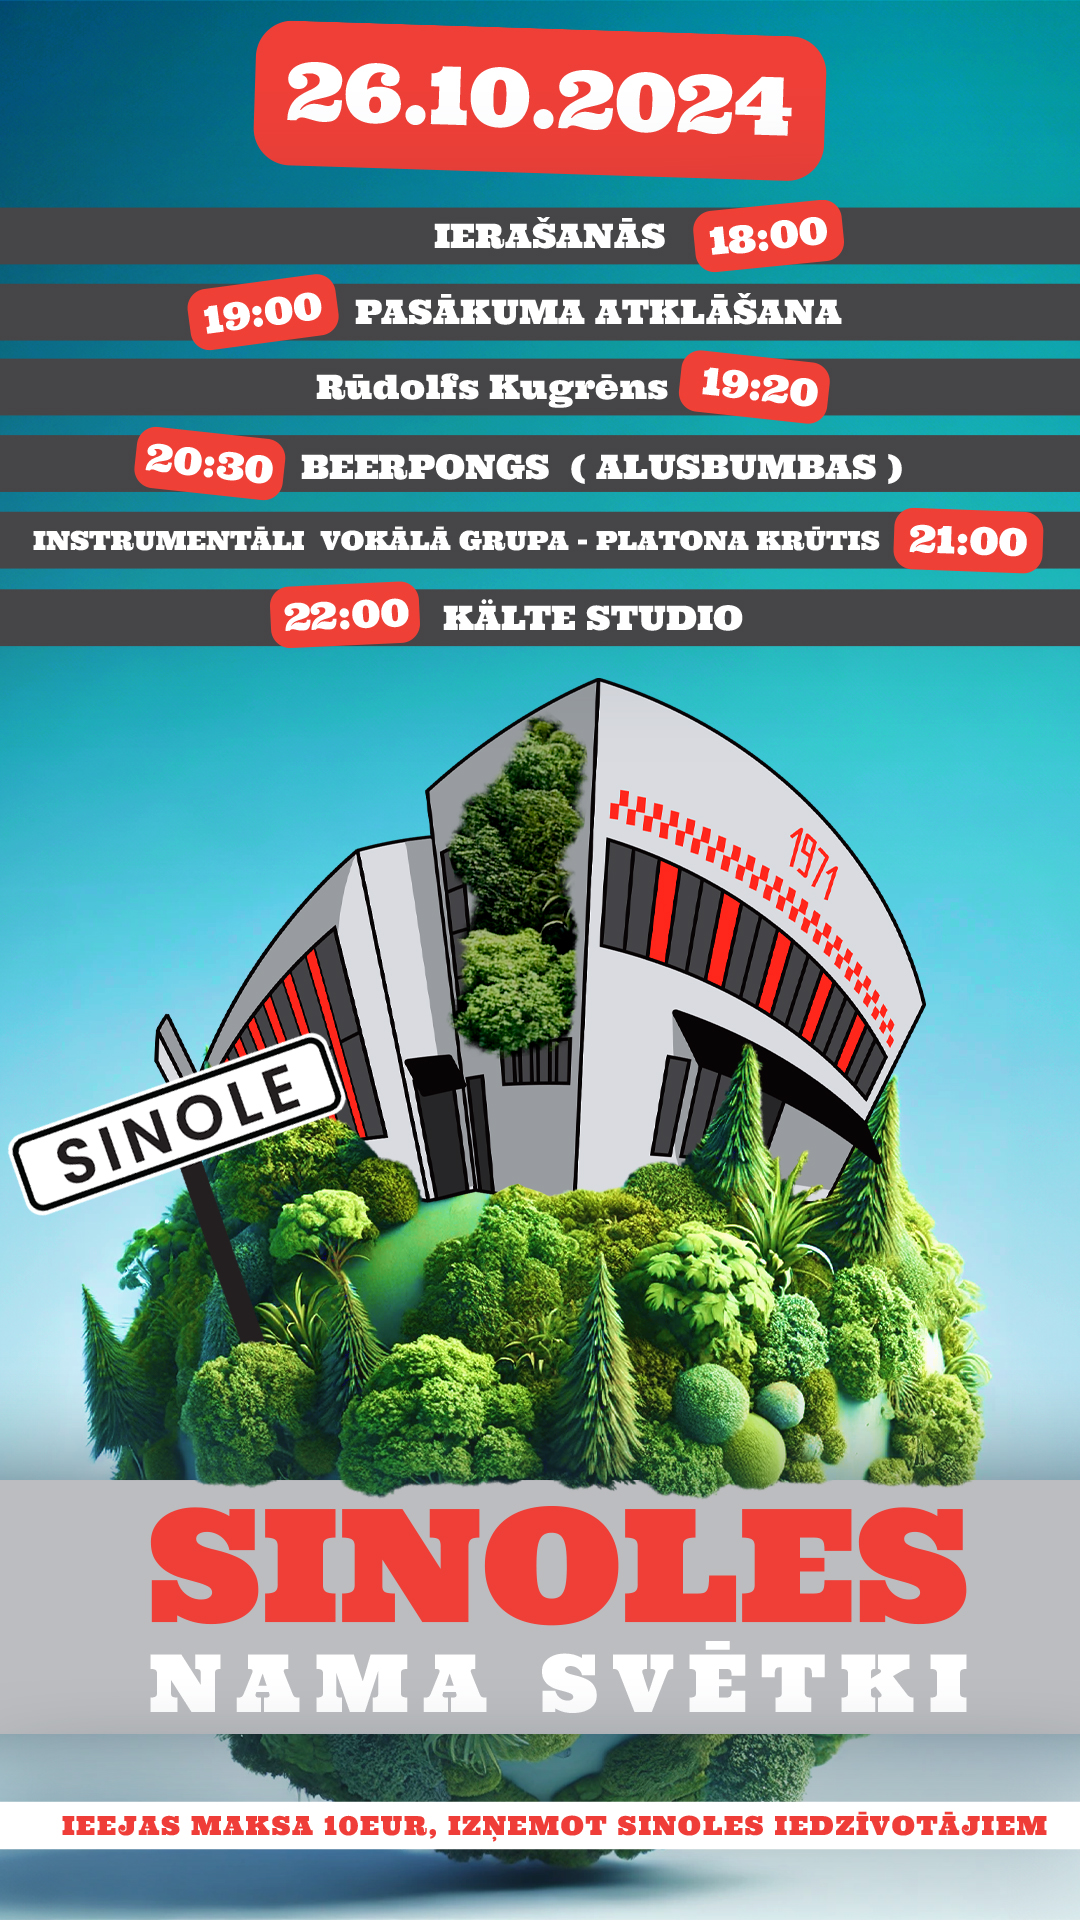 26.10.2024
IERAŠANĀS 18:00
19:00 PASĀKUMA ATKLĀŠANA
Rūdolfs Kugrēns 19:20
20:30 BEERPONGS ( ALUSBUMBAS )
INSTRUMENTĀLI VOKĀLĀ GRUPA - PLATONA KRŪTIS 21:00
22:00 KÄLTE STUDIO
1971
SINOLE
SINOLES
NAMA SVĒTKI
IEEJAS MAKSA 10EUR, IZŅEMOT SINOLES IEDZĪVOTĀJIEM